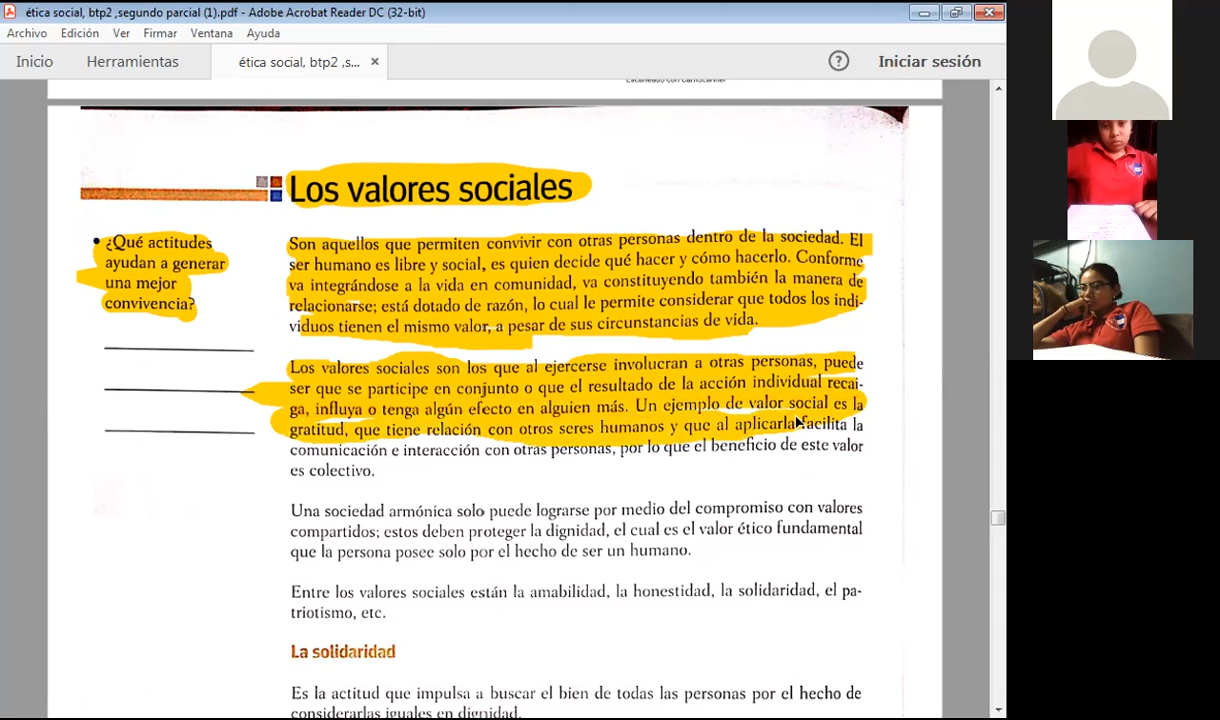 ética social, btp2 ,segundo parcial (1).pdf - Adobe Acrobat Reader DC (32-bit)
Archivo Edición Ver Firmar Ventana Ayuda
Inicio Herramientas ética social, btp2 ,s... × ? Iniciar sesión
Los valores sociales
• ¿Qué actitudes
ayudan a generar
una mejor
convivencia?
Son aquellos que permiten convivir con otras personas dentro de la sociedad. El
ser humano es libre y social, es quien decide qué hacer y cómo hacerlo. Conforme
va integrándose a la vida en comunidad, va constituyendo también la manera de
relacionarse; está dotado de razón, lo cual le permite considerar que todos los indi-
viduos tienen el mismo valor, a pesar de sus circunstancias de vida.
Los valores sociales son los que al ejercerse involucran a otras personas, puede
ser que se participe en conjunto o que el resultado de la acción individual recai-
ga, influya o tenga algún efecto en alguien más. Un ejemplo de valor social es la
gratitud, que tiene relación con otros seres humanos y que al aplicarla facilita la
comunicación e interacción con otras personas, por lo que el beneficio de este valor
es colectivo.
Una sociedad armónica solo puede lograrse por medio del compromiso con valores
compartidos; estos deben proteger la dignidad, el cual es el valor ético fundamental
que la persona posee solo por el hecho de ser un humano.
Entre los valores sociales están la amabilidad, la honestidad, la solidaridad, el pa-
triotismo, etc.
La solidaridad
Es la actitud que impulsa a buscar el bien de todas las personas por el hecho de
considerarlas iguales en dignidad.